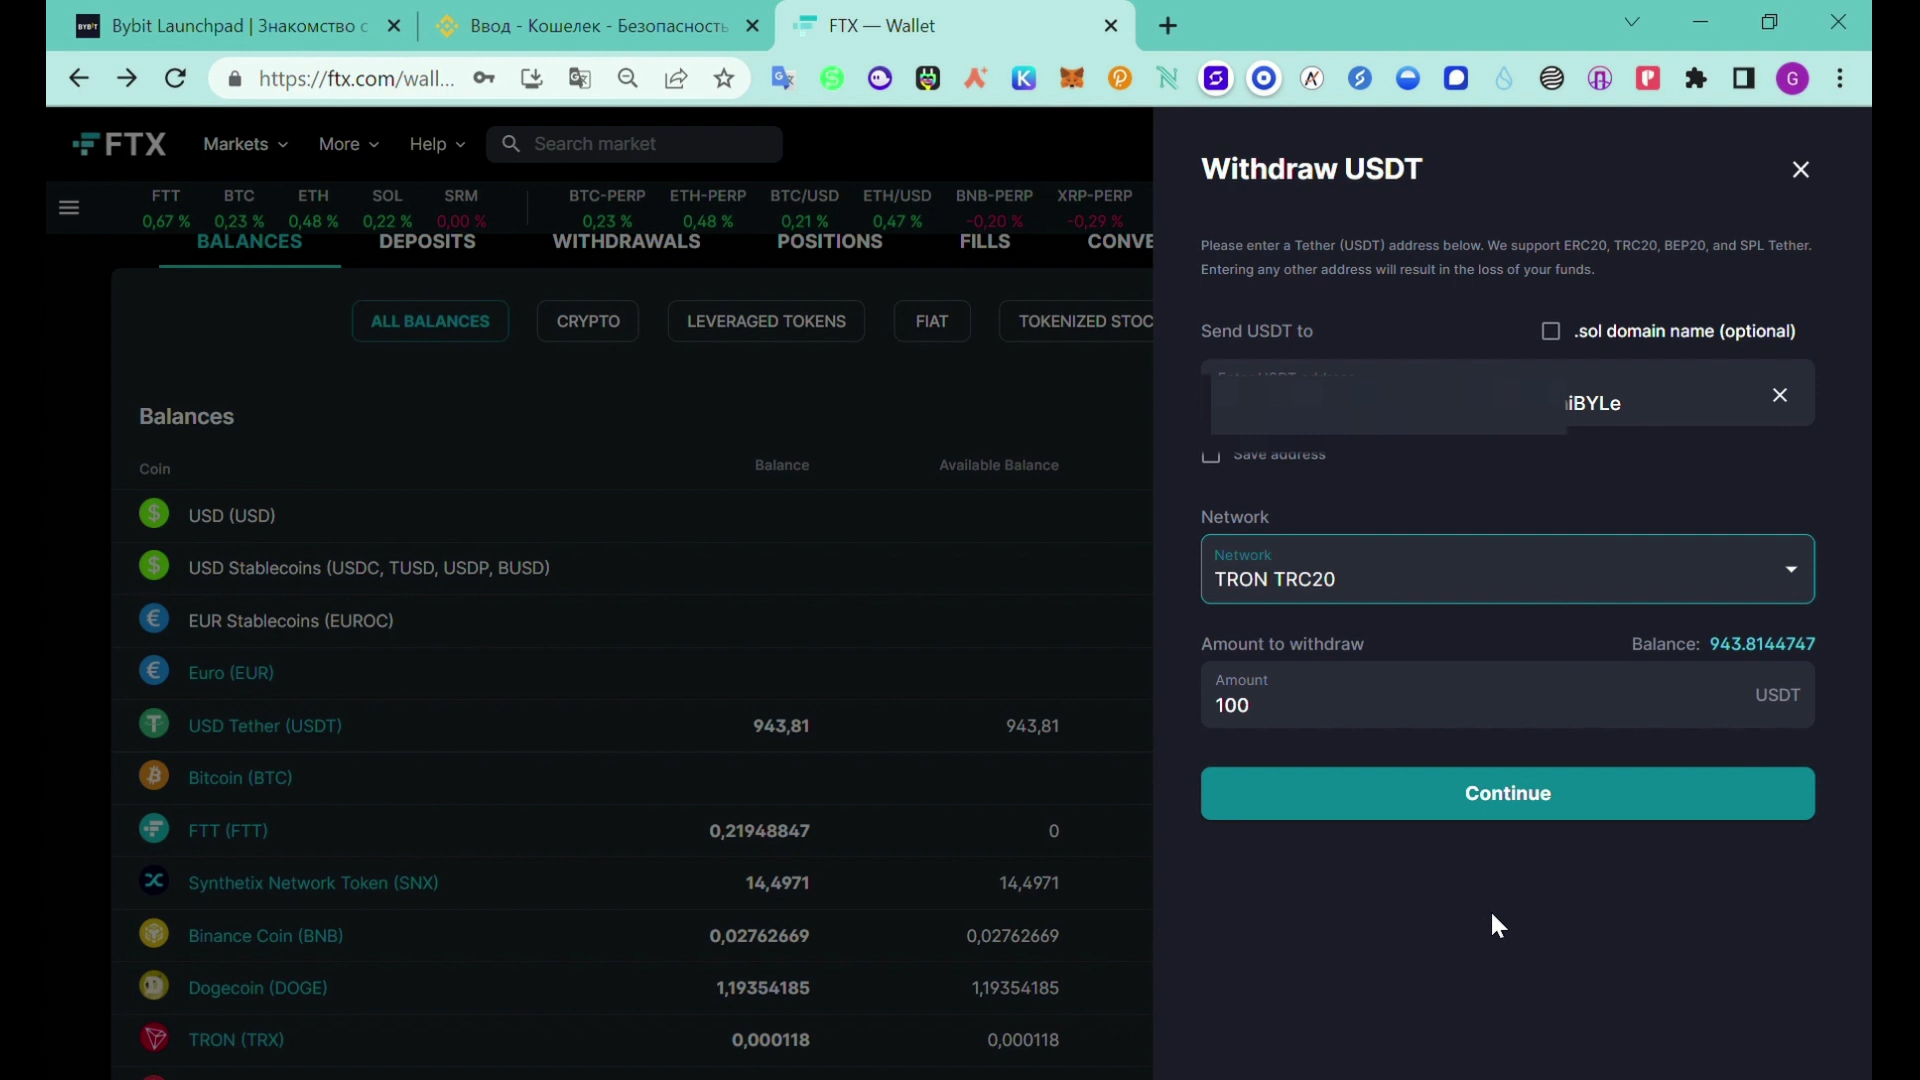 Bybit Launchpad | Знакомство с
Ввод - Кошелек - Безопасность
FTX — Wallet
https://ftx.com/wall...
G
FTX
Markets
More
Help
Search market
FTT BTC ETH SOL SRM BTC-PERP ETH-PERP BTC/USD ETH/USD BNB-PERP XRP-PERP
0,67 % 0,23 % 0,48 % 0,22 % 0,00 % 0,23 % 0,48 % 0,21 % 0,47 % -0,20 % -0,29 %
BALANCES DEPOSITS WITHDRAWALS POSITIONS FILLS CONVE
ALL BALANCES CRYPTO LEVERAGED TOKENS FIAT TOKENIZED STOC
Balances
Coin Balance Available Balance
USD (USD)
USD Stablecoins (USDC, TUSD, USDP, BUSD)
EUR Stablecoins (EUROC)
Euro (EUR)
USD Tether (USDT) 943,81 943,81
Bitcoin (BTC)
FTT (FTT) 0,21948847 0
Synthetix Network Token (SNX) 14,4971 14,4971
Binance Coin (BNB) 0,02762669 0,02762669
Dogecoin (DOGE) 1,19354185 1,19354185
TRON (TRX) 0,000118 0,000118
Withdraw USDT
Please enter a Tether (USDT) address below. We support ERC20, TRC20, BEP20, and SPL Tether.
Entering any other address will result in the loss of your funds.
Send USDT to .sol domain name (optional)
iBYLe
Save address
Network
Network
TRON TRC20
Amount to withdraw Balance: 943.8144747
Amount
100 USDT
Continue